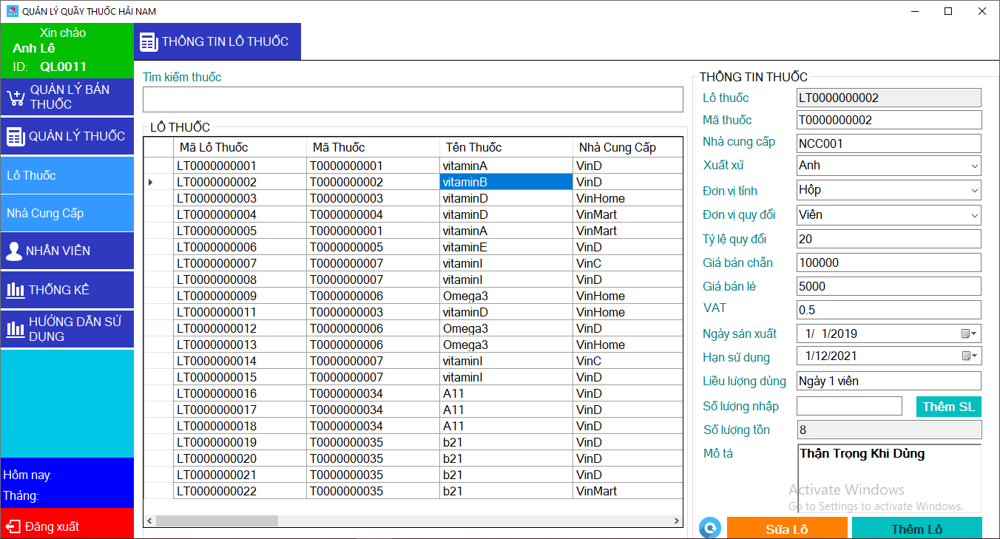 QUẢN LÝ QUẦY THUỐC HẢI NAM
Xin chào
Anh Lê
ID: QL0011
QUẢN LÝ BÁN
THUỐC
QUẢN LÝ THUỐC
Lô Thuốc
Nhà Cung Cấp
NHÂN VIÊN
THỐNG KÊ
HƯỚNG DẪN SỬ
DỤNG
Hôm nay:
Tháng:
Đăng xuất
THÔNG TIN LÔ THUỐC
Tìm kiếm thuốc
LÔ THUỐC
Mã Lô Thuốc Mã Thuốc Tên Thuốc Nhà Cung Cấp
LT0000000001 T0000000001 vitaminA VinD
LT0000000002 T0000000002 vitaminB VinD
LT0000000003 T0000000003 vitaminD VinHome
LT0000000004 T0000000004 vitaminD VinMart
LT0000000005 T0000000001 vitaminA VinMart
LT0000000006 T0000000005 vitaminE VinD
LT0000000007 T0000000007 vitaminI VinC
LT0000000008 T0000000007 vitaminI VinD
LT0000000009 T0000000006 Omega3 VinHome
LT0000000011 T0000000003 vitaminD VinHome
LT0000000012 T0000000006 Omega3 VinD
LT0000000013 T0000000006 Omega3 VinHome
LT0000000014 T0000000007 vitaminI VinC
LT0000000015 T0000000007 vitaminI VinD
LT0000000016 T0000000034 A11 VinD
LT0000000017 T0000000034 A11 VinD
LT0000000018 T0000000034 A11 VinD
LT0000000019 T0000000035 b21 VinD
LT0000000020 T0000000035 b21 VinD
LT0000000021 T0000000035 b21 VinD
LT0000000022 T0000000035 b21 VinMart
THÔNG TIN THUỐC
Lô thuốc LT0000000002
Mã thuốc T0000000002
Nhà cung cấp NCC001
Xuất xứ Anh
Đơn vị tính Hộp
Đơn vị quy đổi Viên
Tỷ lệ quy đổi 20
Giá bán chẵn 100000
Giá bán lẻ 5000
VAT 0.5
Ngày sản xuất 1/ 1/2019
Hạn sử dụng 1/12/2021
Liều lượng dùng Ngày 1 viên
Số lượng nhập Thêm SL
Số lượng tồn 8
Mô tả Thận Trọng Khi Dùng
Activate Windows
Go to Settings to activate Windows.
Sửa Lô Thêm Lô